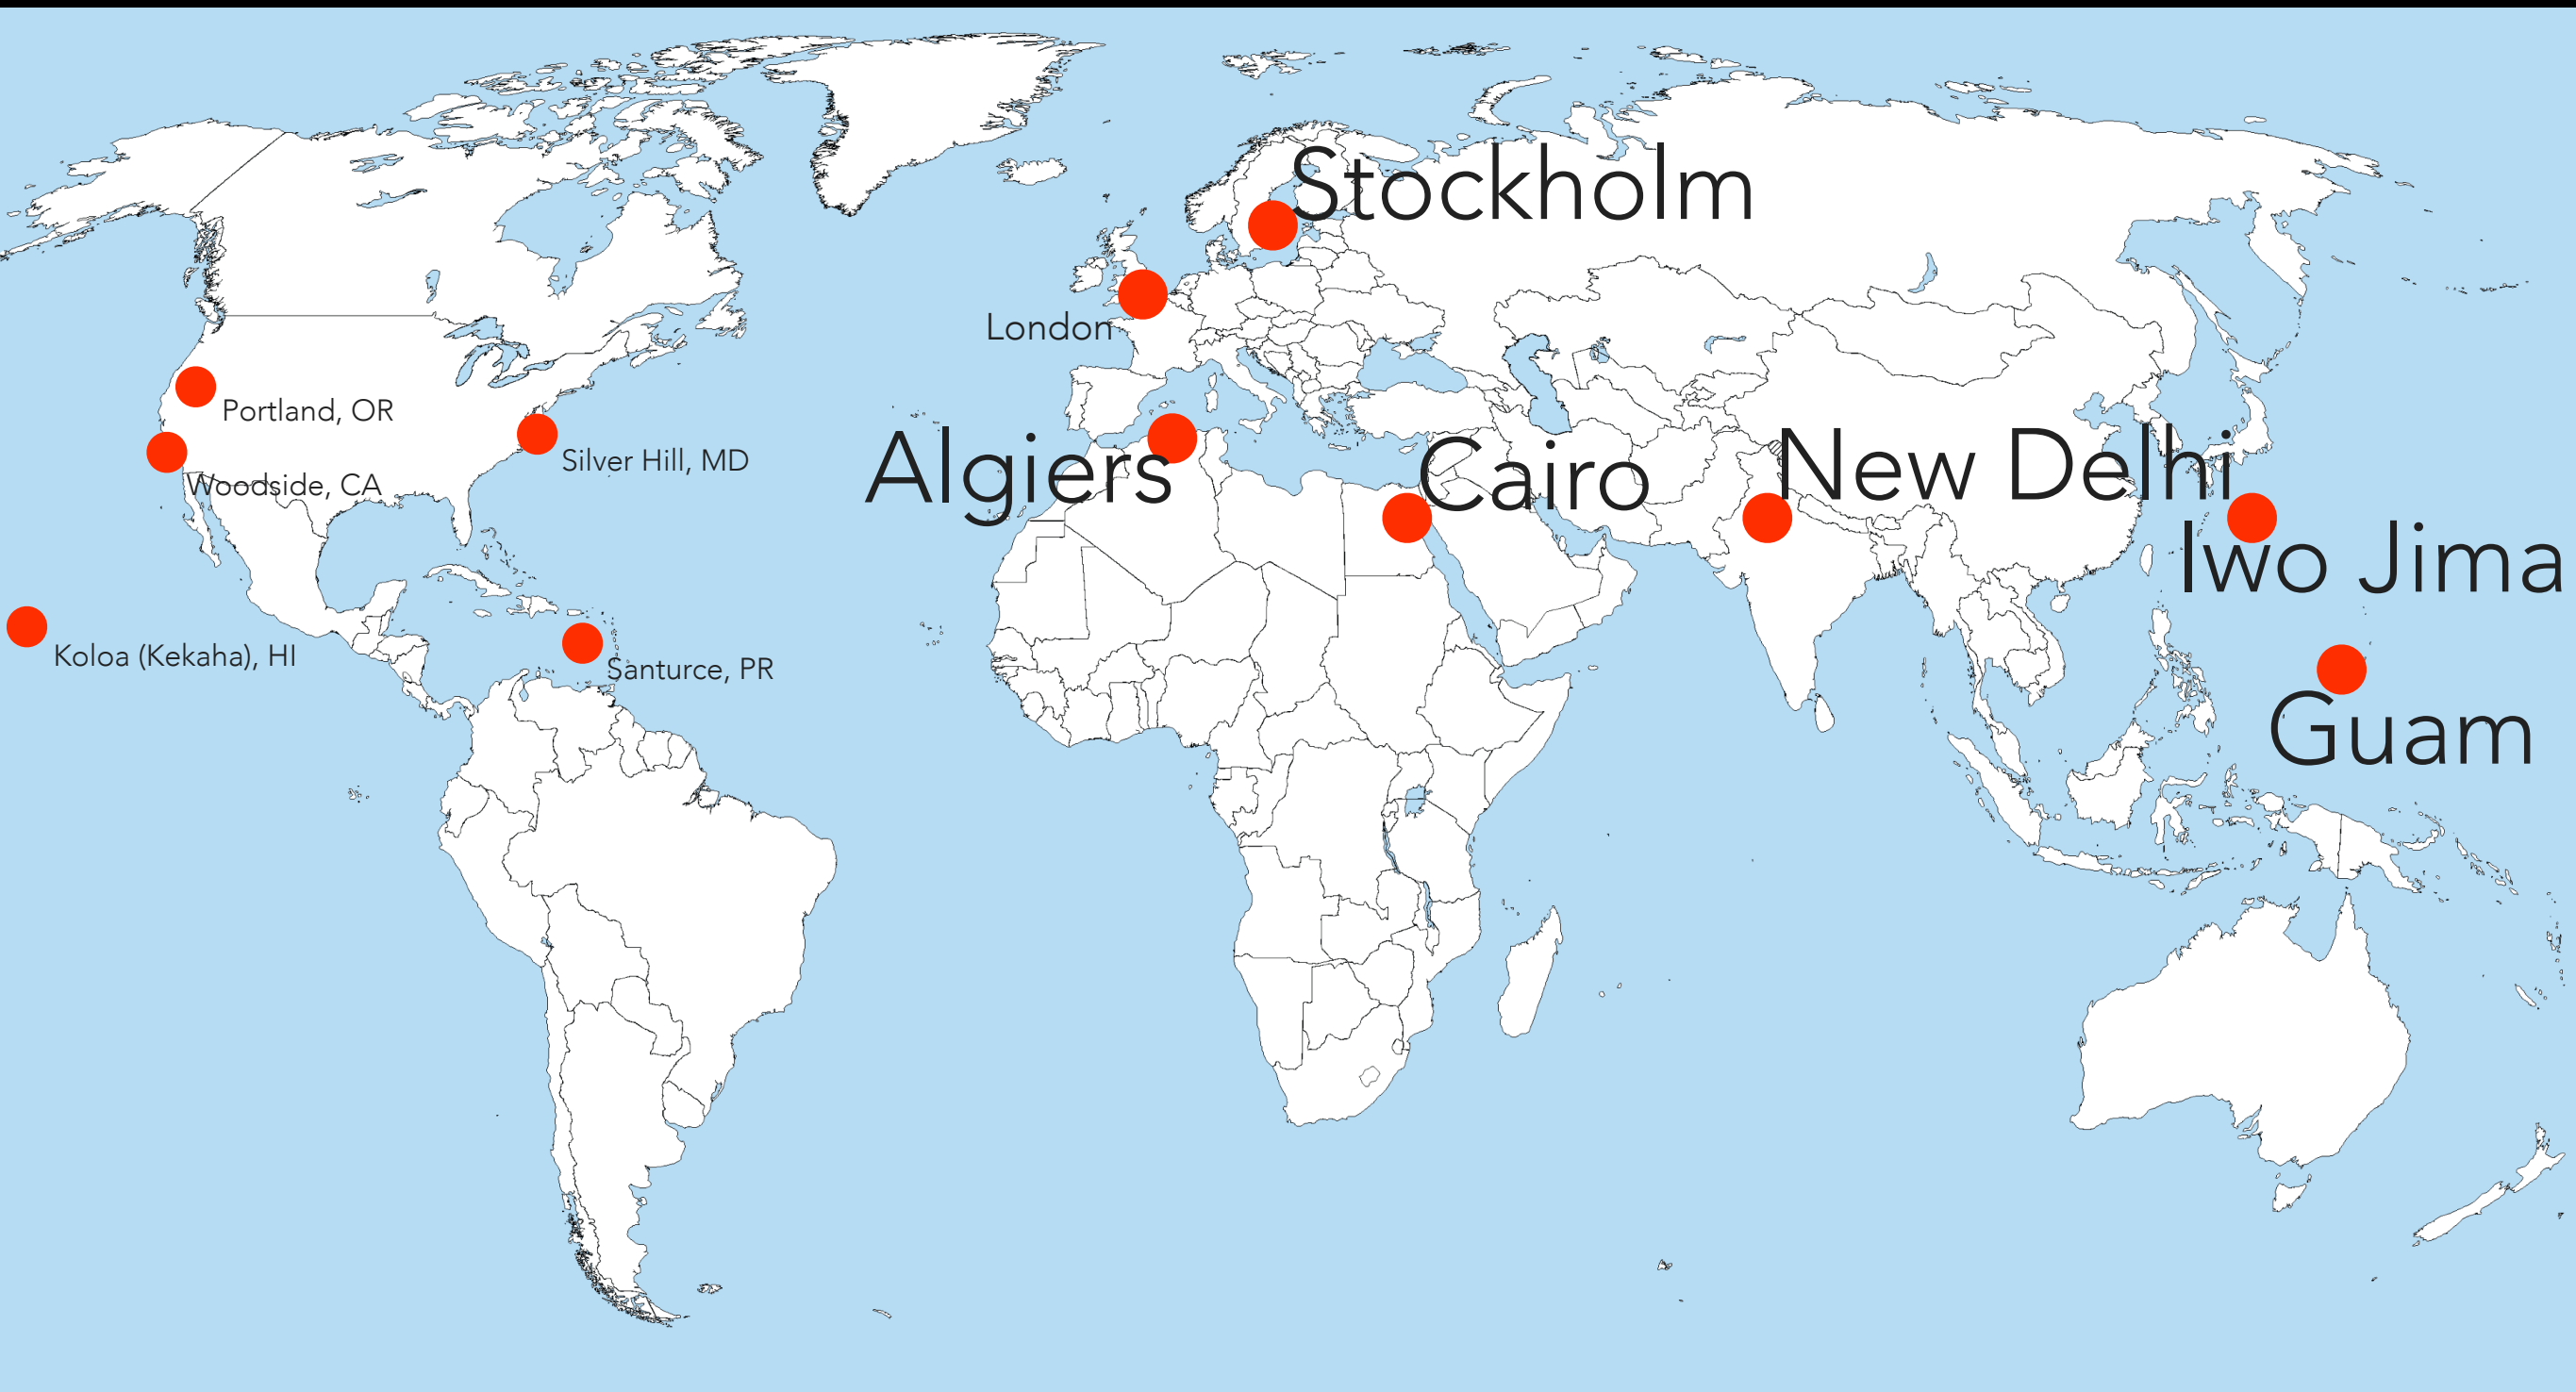 Stockholm
London
Portland, OR
Silver Hill, MD
Woodside, CA
Algiers
Cairo
New Delhi
Iwo Jima
Koloa (Kekaha), HI
Santurce, PR
Guam